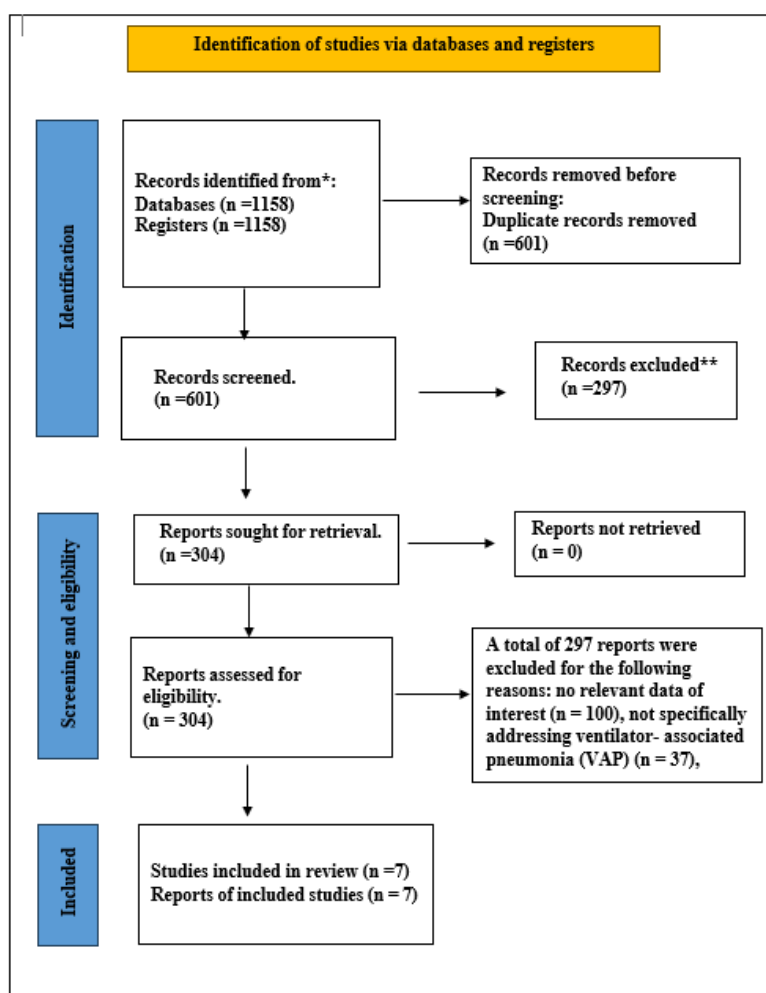 Identification of studies via databases and registers
Identification
Records identified from*:
Databases (n =1158)
Registers (n =1158)
Records removed before
screening:
Duplicate records removed
(n =601)
Records screened.
(n =601)
Records excluded**
(n =297)
Screening and eligibility
Reports sought for retrieval.
(n =304)
Reports not retrieved
(n = 0)
Reports assessed for
eligibility.
(n = 304)
A total of 297 reports were
excluded for the following
reasons: no relevant data of
interest (n = 100), not specifically
addressing ventilator- associated
pneumonia (VAP) (n = 37),
Included
Studies included in review (n =7)
Reports of included studies (n = 7)